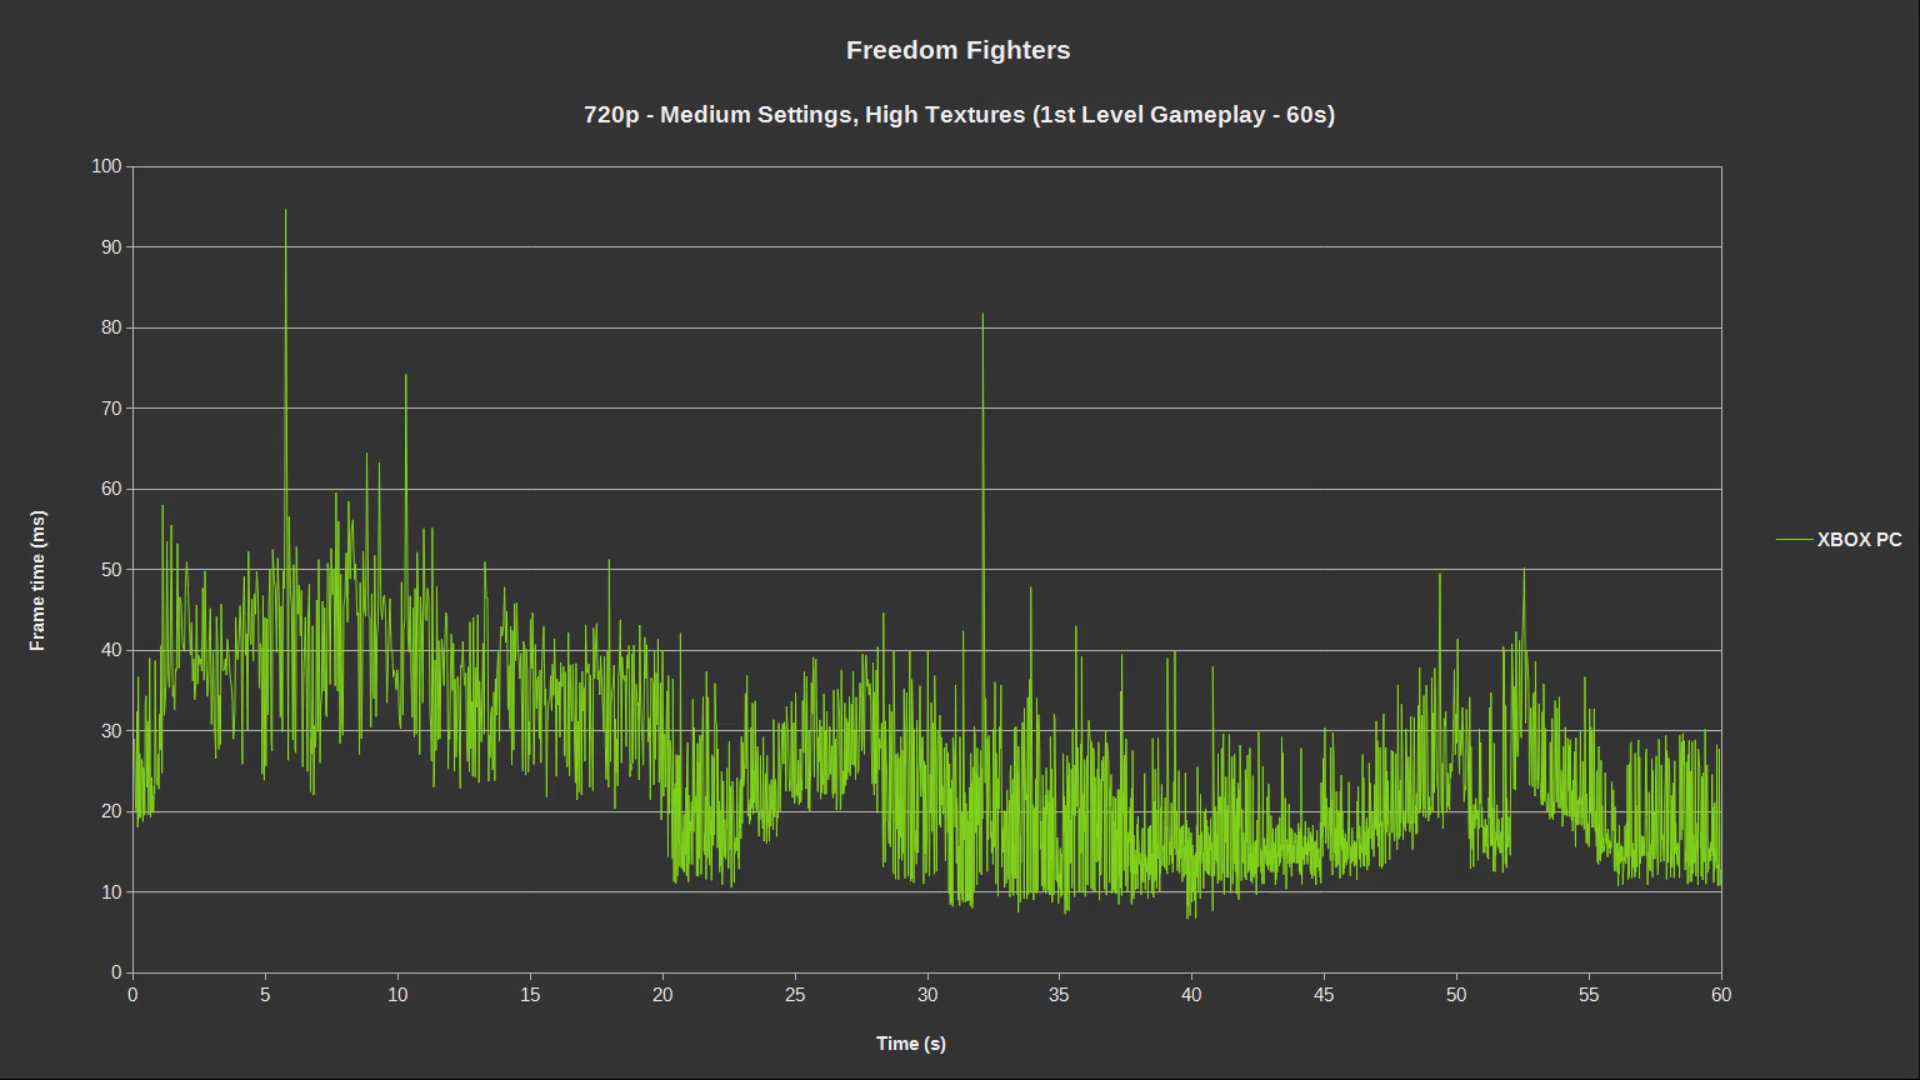 Freedom Fighters
720p - Medium Settings, High Textures (1st Level Gameplay - 60s)
100
90
80
70
60
50
40
30
20
10
0
Frame time (ms)
0 5 10 15 20 25 30 35 40 45 50 55 60
Time (s)
XBOX PC